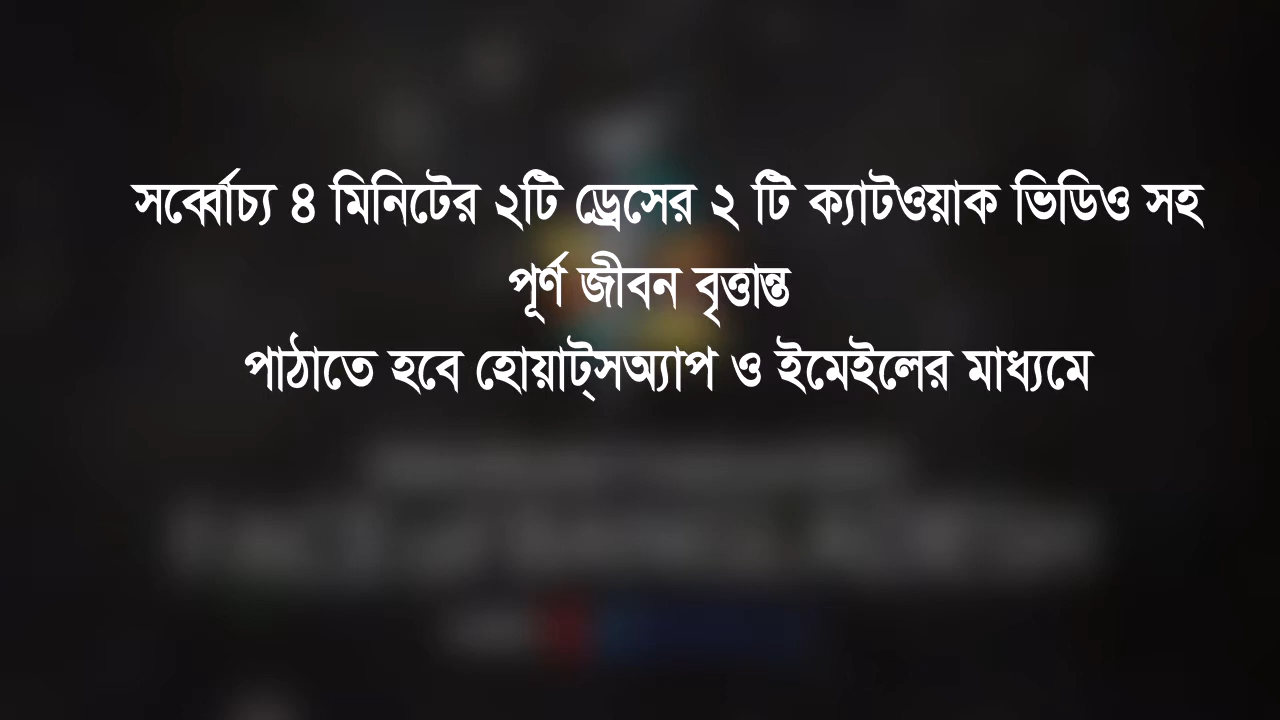 সর্ব্বোচ্য ৪ মিনিটের ২টি ড্রেসের ২ টি ক্যাটওয়াক ভিডিও সহ
পূর্ণ জীবন বৃত্তান্ত
পাঠাতে হবে হোয়াট্সঅ্যাপ ও ইমেইলের মাধ্যমে